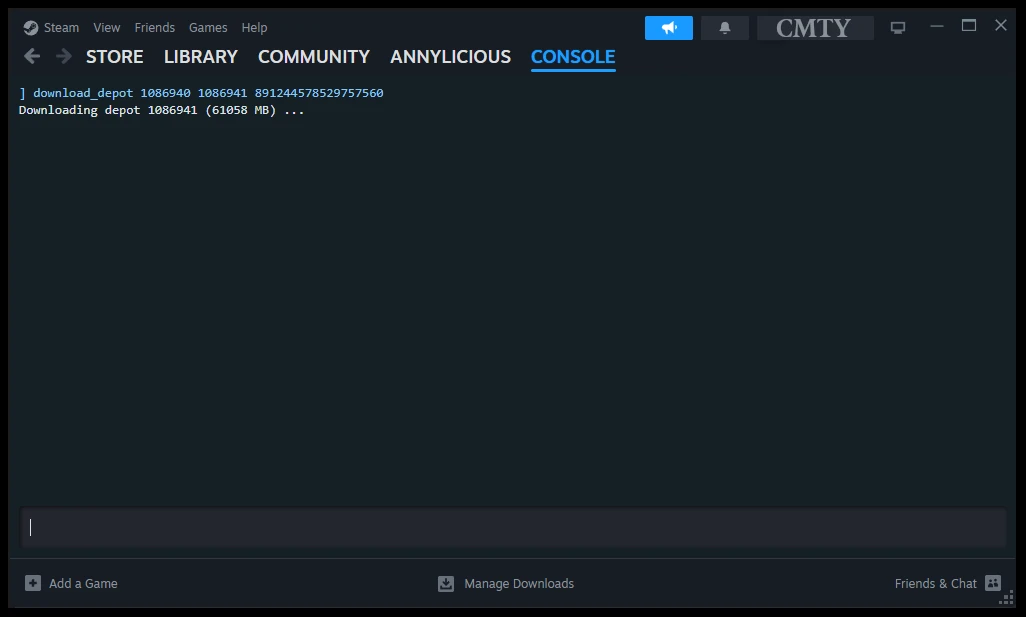 Steam View Friends Games Help CMTY
STORE LIBRARY COMMUNITY ANNYLICIOUS CONSOLE
] download_depot 1086940 1086941 891244578529757560
Downloading depot 1086941 (61058 MB) ...
Add a Game Manage Downloads Friends & Chat